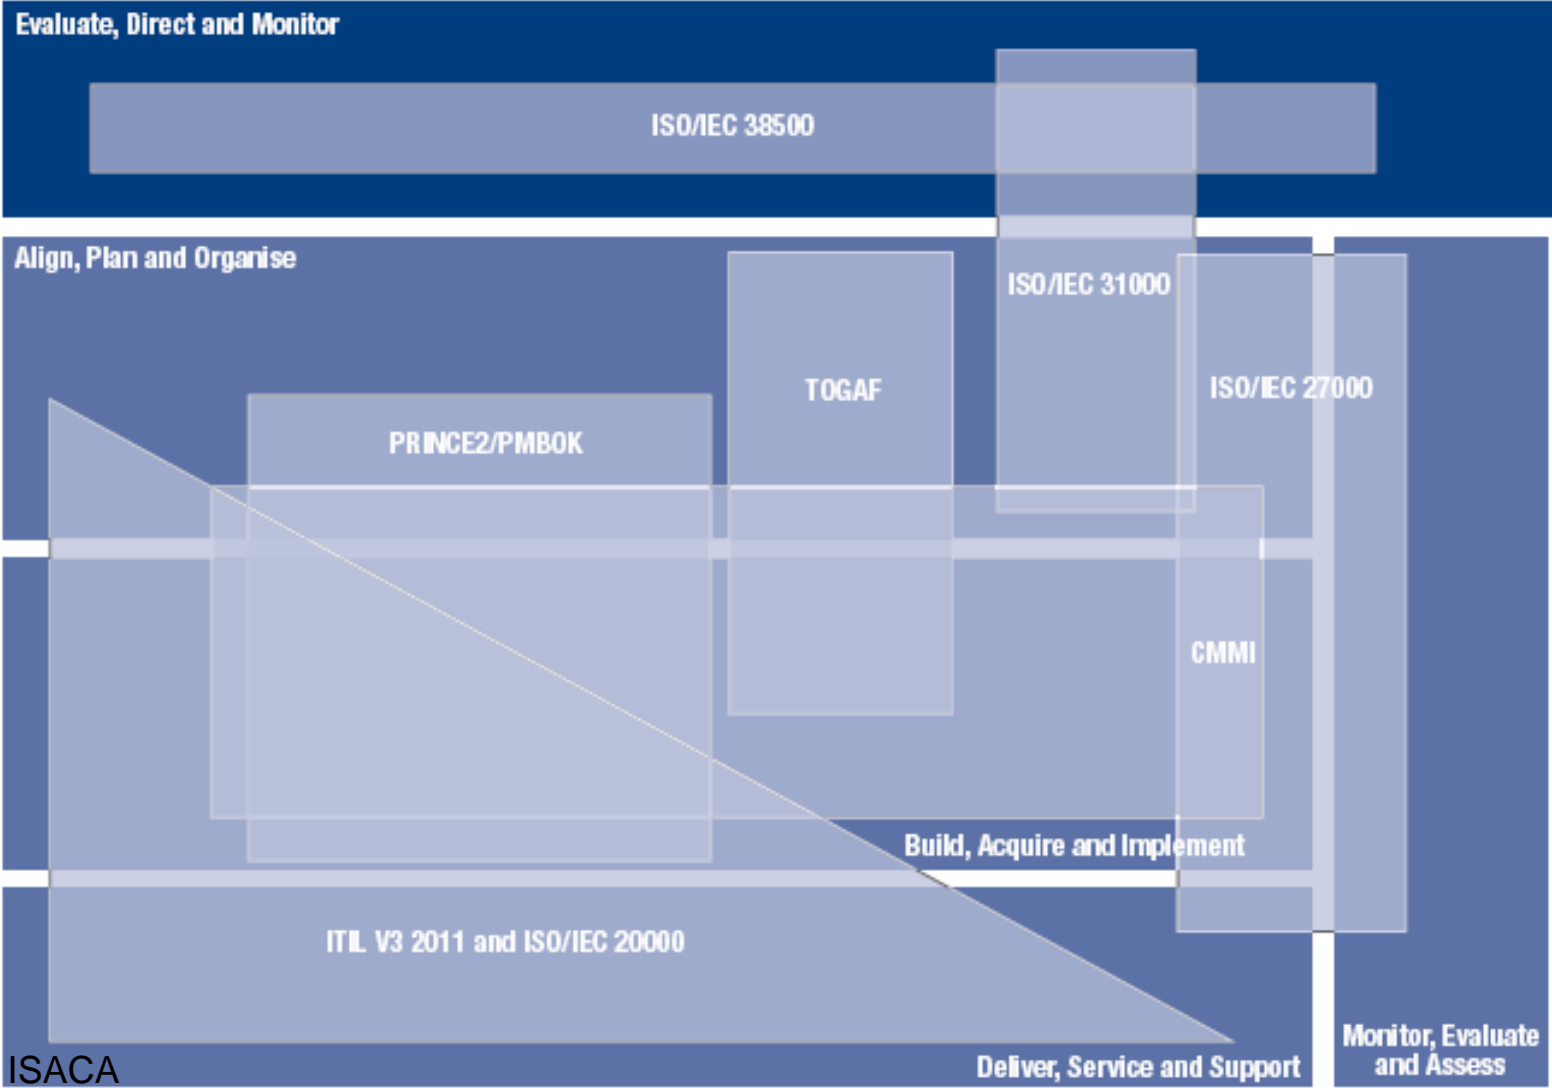 Evaluate, Direct and Monitor
ISO/IEC 38500
Align, Plan and Organise
ISO/IEC 31000
TOGAF
ISO/IEC 27000
PRINCE2/PMBOK
CMMI
Build, Acquire and Implement
ITIL V3 2011 and ISO/IEC 20000
Monitor, Evaluate
and Assess
Deliver, Service and Support
ISACA